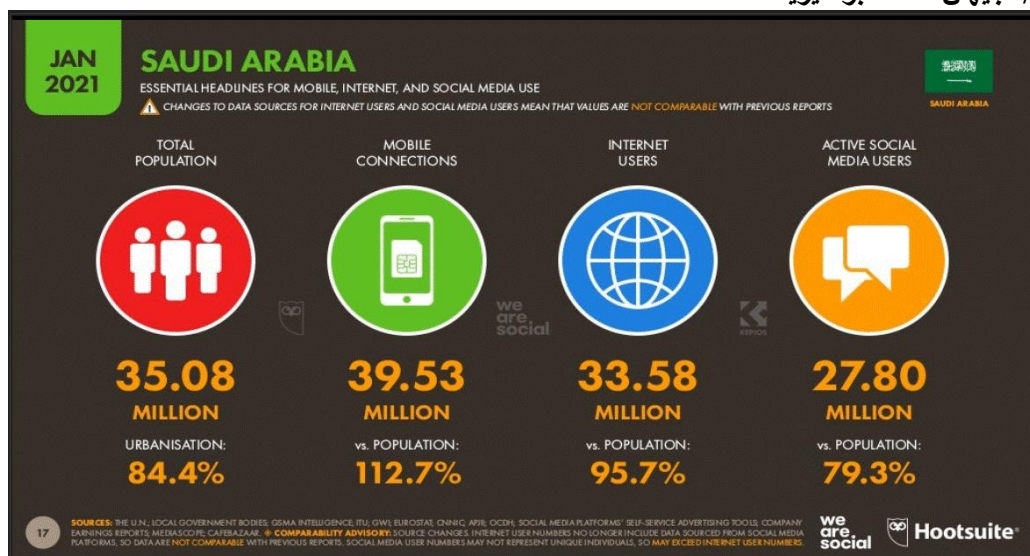 JAN
2021
SAUDI ARABIA
ESSENTIAL HEADLINES FOR MOBILE, INTERNET, AND SOCIAL MEDIA USE
CHANGES TO DATA SOURCES FOR INTERNET USERS AND SOCIAL MEDIA USERS MEAN THAT VALUES ARE NOT COMPARABLE WITH PREVIOUS REPORTS
SAUDI ARABIA
TOTAL
POPULATION
35.08
MILLION
URBANISATION:
84.4%
MOBILE
CONNECTIONS
39.53
MILLION
vs. POPULATION:
112.7%
INTERNET
USERS
33.58
MILLION
vs. POPULATION:
95.7%
ACTIVE SOCIAL
MEDIA USERS
27.80
MILLION
vs. POPULATION:
79.3%
we
are
social
KEPIOS
17
SOURCES: THE U.N.; LOCAL GOVERNMENT BODIES; GSMA INTELLIGENCE; ITU; GWI; EUROSTAT; CNNIC; APJII; OCDH; SOCIAL MEDIA PLATFORMS' SELF-SERVICE ADVERTISING TOOLS; COMPANY
EARNINGS REPORTS; MEDIASCOPE; CAFEBAZAAR. COMPARABILITY ADVISORY: SOURCE CHANGES. INTERNET USER NUMBERS NO LONGER INCLUDE DATA SOURCED FROM SOCIAL MEDIA
PLATFORMS, SO DATA ARE NOT COMPARABLE WITH PREVIOUS REPORTS. SOCIAL MEDIA USER NUMBERS MAY NOT REPRESENT UNIQUE INDIVIDUALS, SO MAY EXCEED INTERNET USER NUMBERS.
we
are
social
Hootsuite